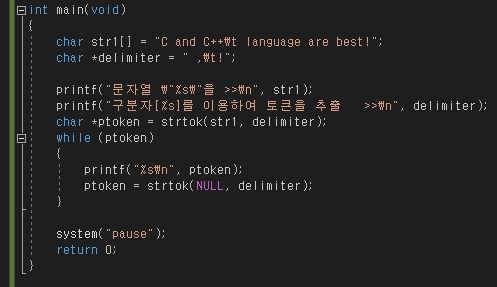 int main(void)
{
char str1[] = "C and C++₩t language are best!";
char *delimiter = " ,₩t!";
printf("문자열 ₩"%s₩"을 >>₩n", str1);
printf("구분자[%s]를 이용하여 토큰을 추출   >>₩n", delimiter);
char *ptoken = strtok(str1, delimiter);
while (ptoken)
{
printf("%s₩n", ptoken);
ptoken = strtok(NULL, delimiter);
}
system("pause");
return 0;
}